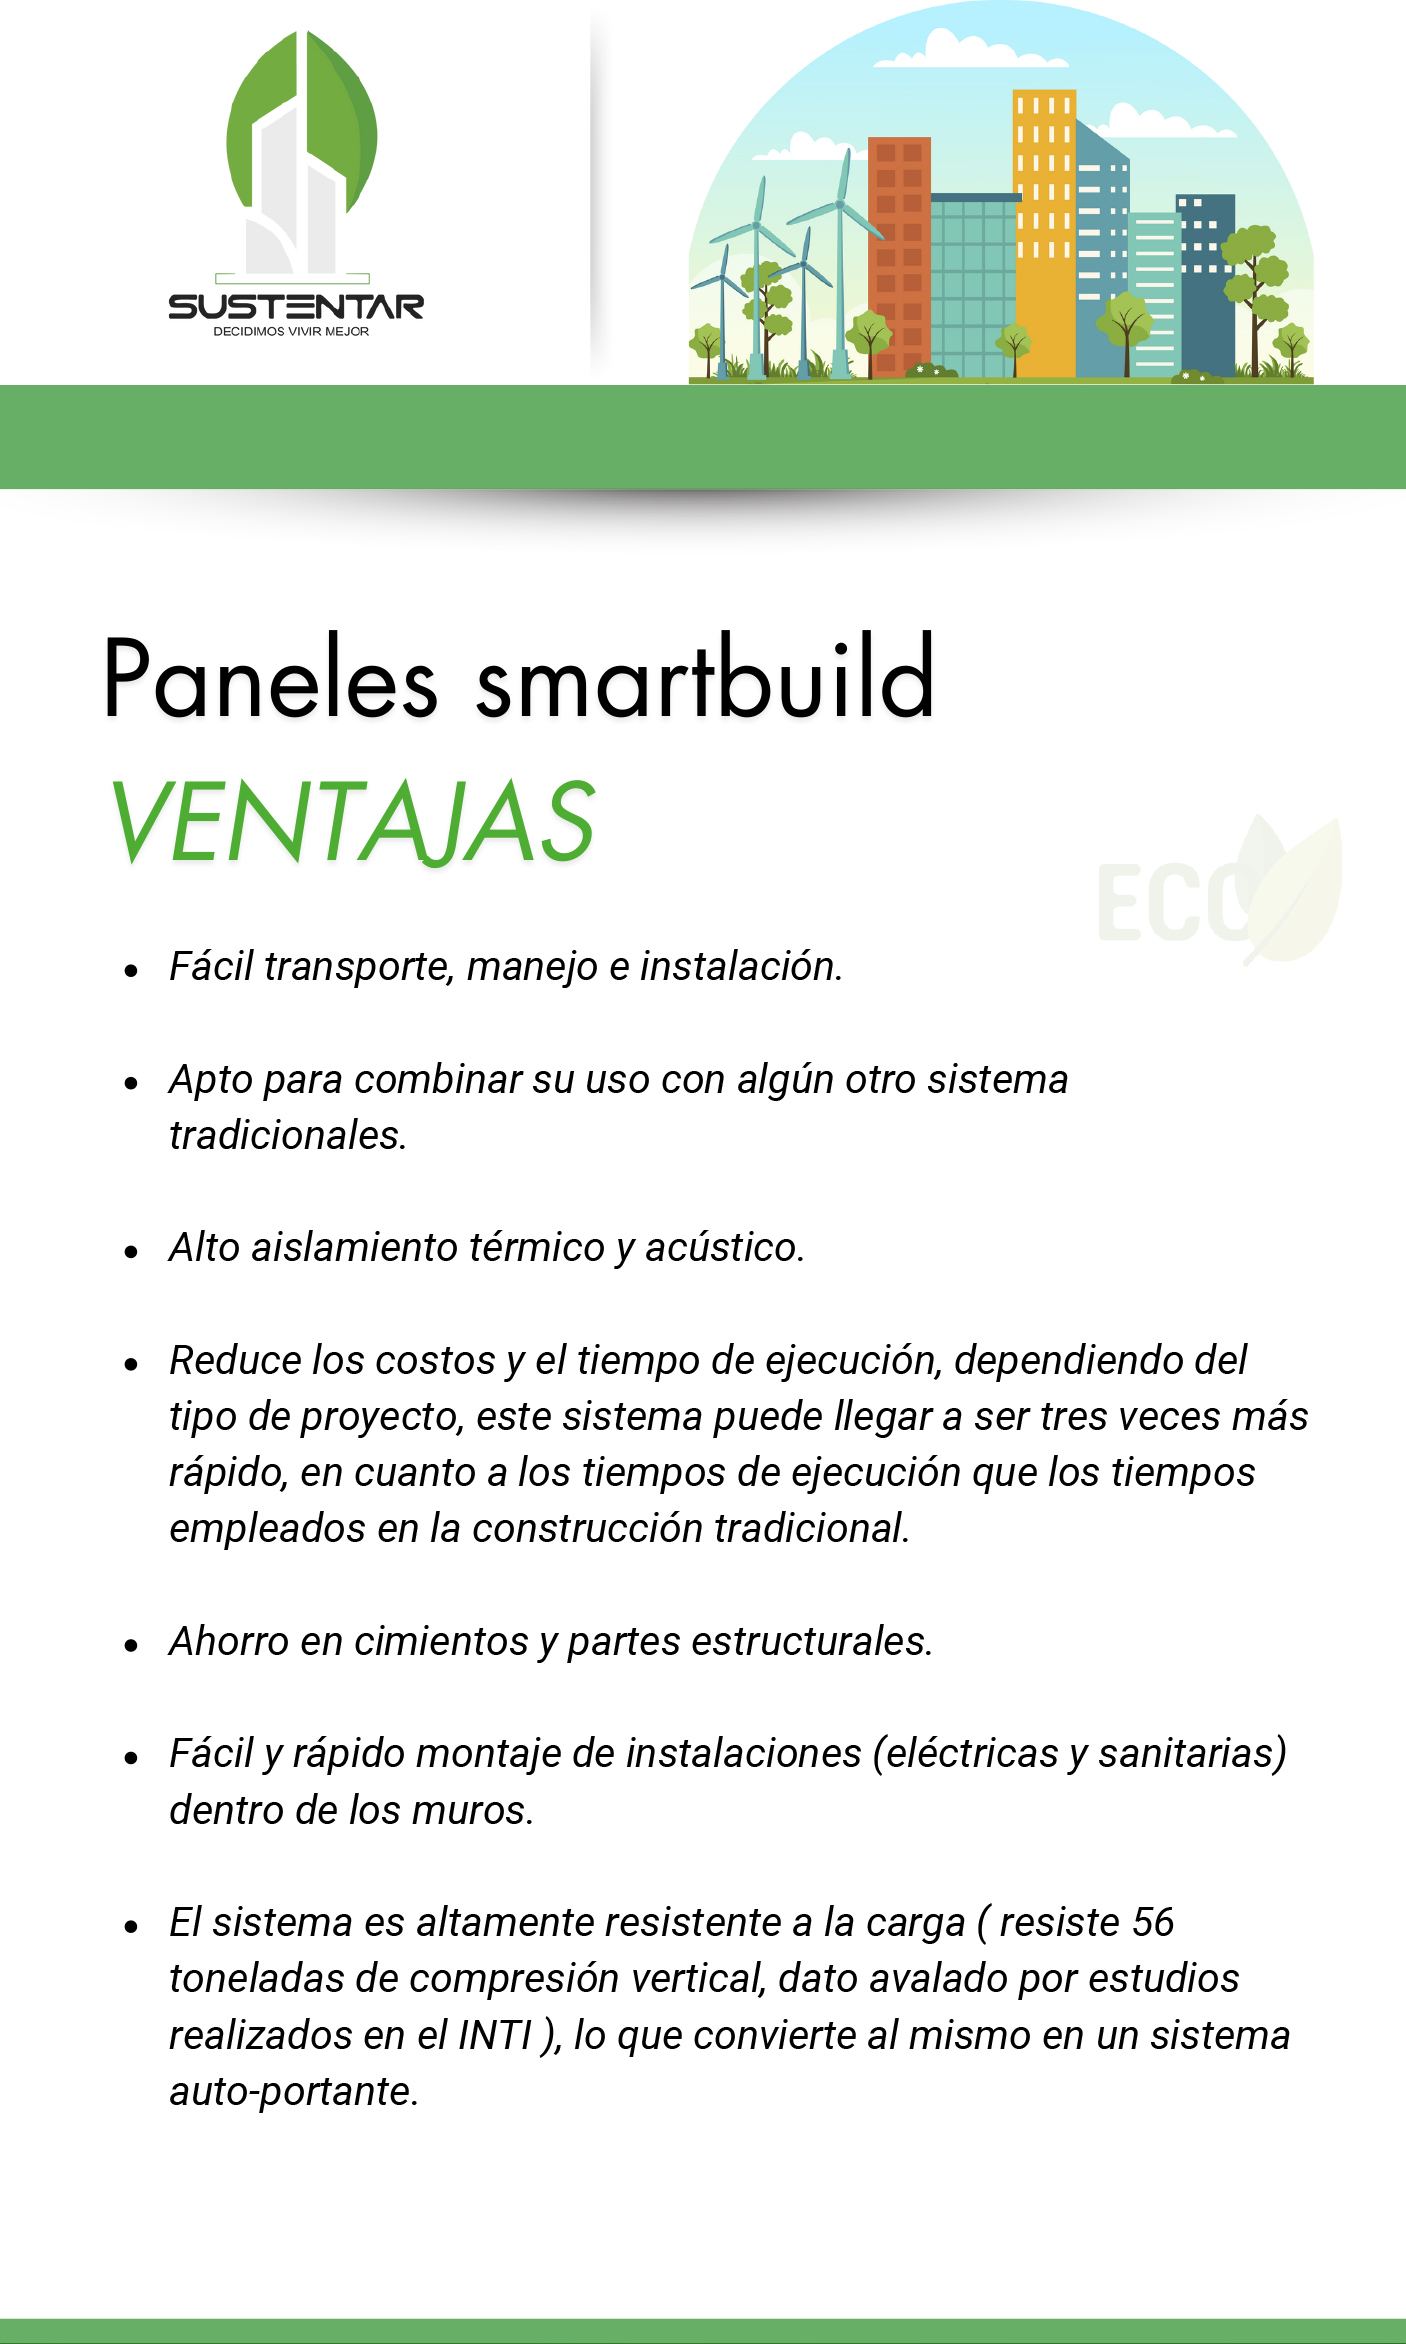 SUSTENTAR
DECIDIMOS VIVIR MEJOR
Paneles smartbuild
VENTAJAS
ECO
• Fácil transporte, manejo e instalación.
• Apto para combinar su uso con algún otro sistema
tradicionales.
• Alto aislamiento térmico y acústico.
• Reduce los costos y el tiempo de ejecución, dependiendo del
tipo de proyecto, este sistema puede llegar a ser tres veces más
rápido, en cuanto a los tiempos de ejecución que los tiempos
empleados en la construcción tradicional.
• Ahorro en cimientos y partes estructurales.
• Fácil y rápido montaje de instalaciones (eléctricas y sanitarias)
dentro de los muros.
• El sistema es altamente resistente a la carga ( resiste 56
toneladas de compresión vertical, dato avalado por estudios
realizados en el INTI ), lo que convierte al mismo en un sistema
auto-portante.